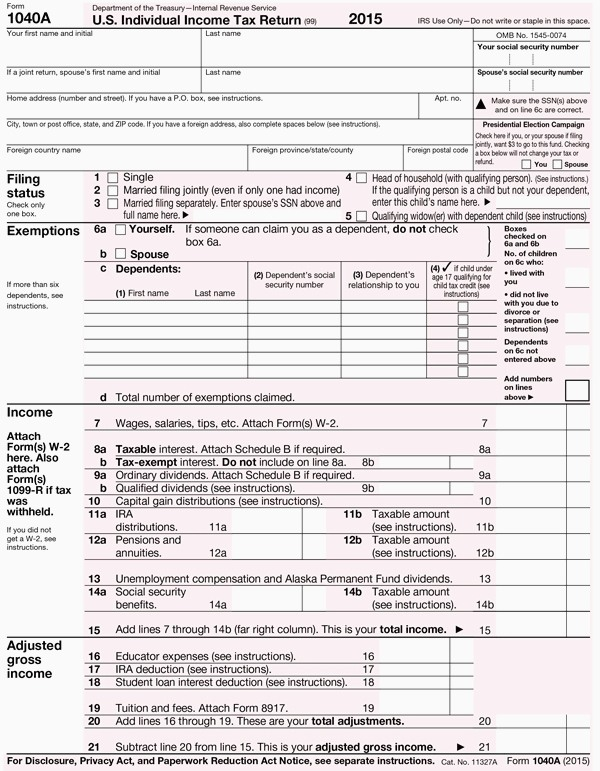 Form
1040A
Department of the Treasury—Internal Revenue Service
U.S. Individual Income Tax Return (99) 2015 IRS Use Only—Do not write or staple in this space.
Your first name and initial Last name OMB No. 1545-0074
Your social security number
If a joint return, spouse's first name and initial Last name Spouse's social security number
Home address (number and street). If you have a P.O. box, see instructions. Apt. no.
▲ Make sure the SSN(s) above
and on line 6c are correct.
City, town or post office, state, and ZIP code. If you have a foreign address, also complete spaces below (see instructions).
Presidential Election Campaign
Check here if you, or your spouse if filing
jointly, want $3 to go to this fund. Checking
a box below will not change your tax or
refund. You Spouse
Foreign country name Foreign province/state/county Foreign postal code
Filing
status
Check only
one box.
1 Single
2 Married filing jointly (even if only one had income)
3 Married filing separately. Enter spouse's SSN above and
full name here. ▶
4 Head of household (with qualifying person). (See instructions.)
If the qualifying person is a child but not your dependent,
enter this child's name here. ▶
5 Qualifying widow(er) with dependent child (see instructions)
Exemptions
6a Yourself. If someone can claim you as a dependent, do not check
box 6a.
b Spouse
If more than six
dependents, see
instructions.
c Dependents:
(1) First name Last name
(2) Dependent's social
security number
(3) Dependent's
relationship to you
(4) ✓ if child under
age 17 qualifying for
child tax credit (see
instructions)
Boxes
checked on
6a and 6b
No. of children
on 6c who:
• lived with
you
• did not live
with you due to
divorce or
separation (see
instructions)
Dependents
on 6c not
entered above
Add numbers
on lines
above ▶
d Total number of exemptions claimed.
Income
Attach
Form(s) W-2
here. Also
attach
Form(s)
1099-R if tax
was
withheld.
If you did not
get a W-2, see
instructions.
7 Wages, salaries, tips, etc. Attach Form(s) W-2. 7
8a Taxable interest. Attach Schedule B if required. 8a
b Tax-exempt interest. Do not include on line 8a. 8b
9a Ordinary dividends. Attach Schedule B if required. 9a
b Qualified dividends (see instructions). 9b
10 Capital gain distributions (see instructions). 10
11a IRA 11b Taxable amount
distributions. 11a (see instructions). 11b
12a Pensions and 12b Taxable amount
annuities. 12a (see instructions). 12b
13 Unemployment compensation and Alaska Permanent Fund dividends. 13
14a Social security 14b Taxable amount
benefits. 14a (see instructions). 14b
15 Add lines 7 through 14b (far right column). This is your total income. ▶ 15
Adjusted
gross
income
16 Educator expenses (see instructions). 16
17 IRA deduction (see instructions). 17
18 Student loan interest deduction (see instructions). 18
19 Tuition and fees. Attach Form 8917. 19
20 Add lines 16 through 19. These are your total adjustments. 20
21 Subtract line 20 from line 15. This is your adjusted gross income. ▶ 21
For Disclosure, Privacy Act, and Paperwork Reduction Act Notice, see separate instructions. Cat. No. 11327A Form 1040A (2015)